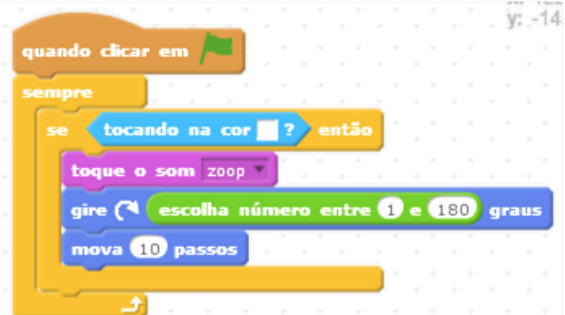 y: -14
quando clicar em
sempre
se tocando na cor ? então
toque o som zoop
gire escolha número entre 1 e 180 graus
mova 10 passos